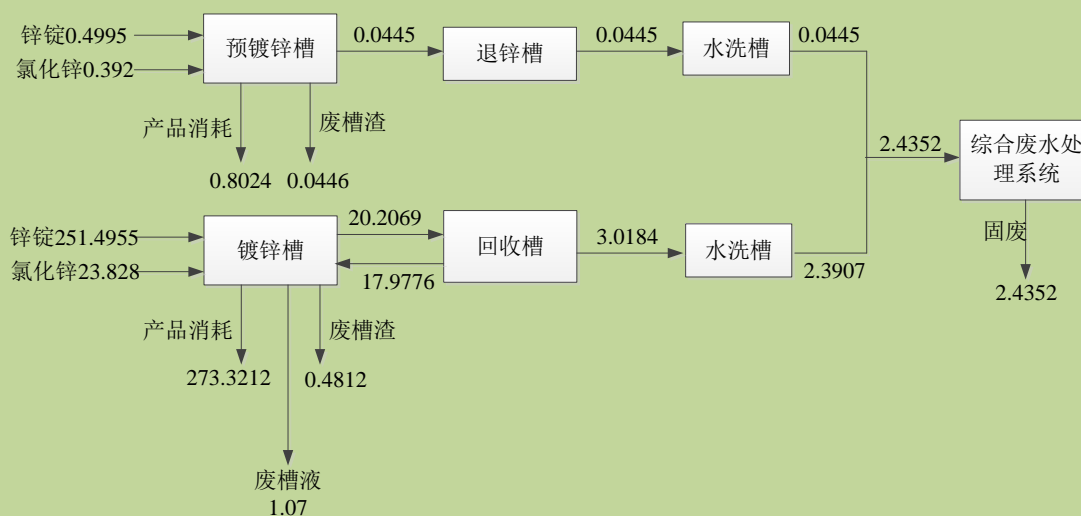 锌锭0.4995
氯化锌0.392
预镀锌槽
0.0445
退锌槽
0.0445
水洗槽
0.0445
产品消耗
废槽渣
0.8024
0.0446
2.4352
综合废水处
理系统
固废
2.4352
锌锭251.4955
氯化锌23.828
镀锌槽
20.2069
17.9776
回收槽
3.0184
水洗槽
2.3907
产品消耗
废槽渣
273.3212
0.4812
废槽液
1.07